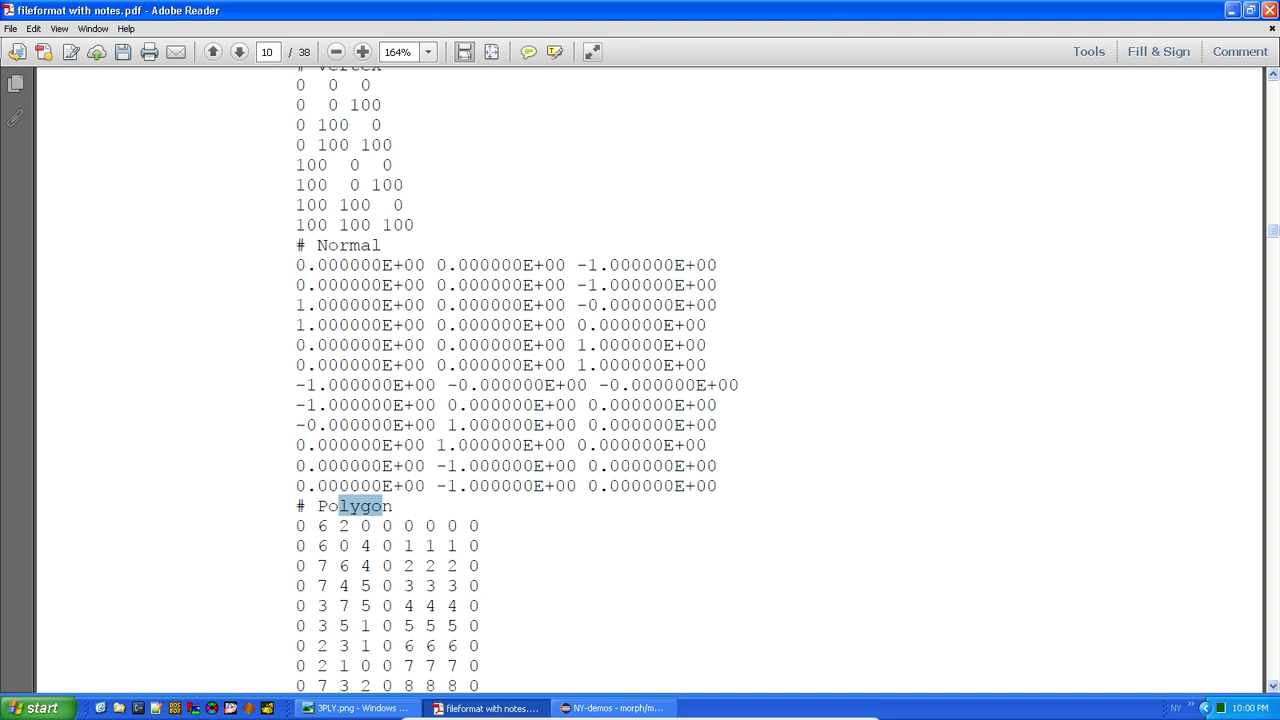 fileformat with notes.pdf - Adobe Reader
File Edit View Window Help
10 / 38 164% Tools Fill & Sign Comment
# Vertex
0 0 0
0 0 100
0 100 0
0 100 100
100 0 0
100 0 100
100 100 0
100 100 100
# Normal
0.000000E+00 0.000000E+00 -1.000000E+00
0.000000E+00 0.000000E+00 -1.000000E+00
1.000000E+00 0.000000E+00 -0.000000E+00
1.000000E+00 0.000000E+00 0.000000E+00
0.000000E+00 0.000000E+00 1.000000E+00
0.000000E+00 0.000000E+00 1.000000E+00
-1.000000E+00 -0.000000E+00 -0.000000E+00
-1.000000E+00 0.000000E+00 0.000000E+00
-0.000000E+00 1.000000E+00 0.000000E+00
0.000000E+00 1.000000E+00 0.000000E+00
0.000000E+00 -1.000000E+00 0.000000E+00
0.000000E+00 -1.000000E+00 0.000000E+00
# Polygon
0 6 2 0 0 0 0 0 0
0 6 0 4 0 1 1 1 0
0 7 6 4 0 2 2 2 0
0 7 4 5 0 3 3 3 0
0 3 7 5 0 4 4 4 0
0 3 5 1 0 5 5 5 0
0 2 3 1 0 6 6 6 0
0 2 1 0 0 7 7 7 0
0 7 3 2 0 8 8 8 0
start 3PLY.png - Windows ... fileformat with notes.... NY-demos - morph/m... NY » 10:00 PM